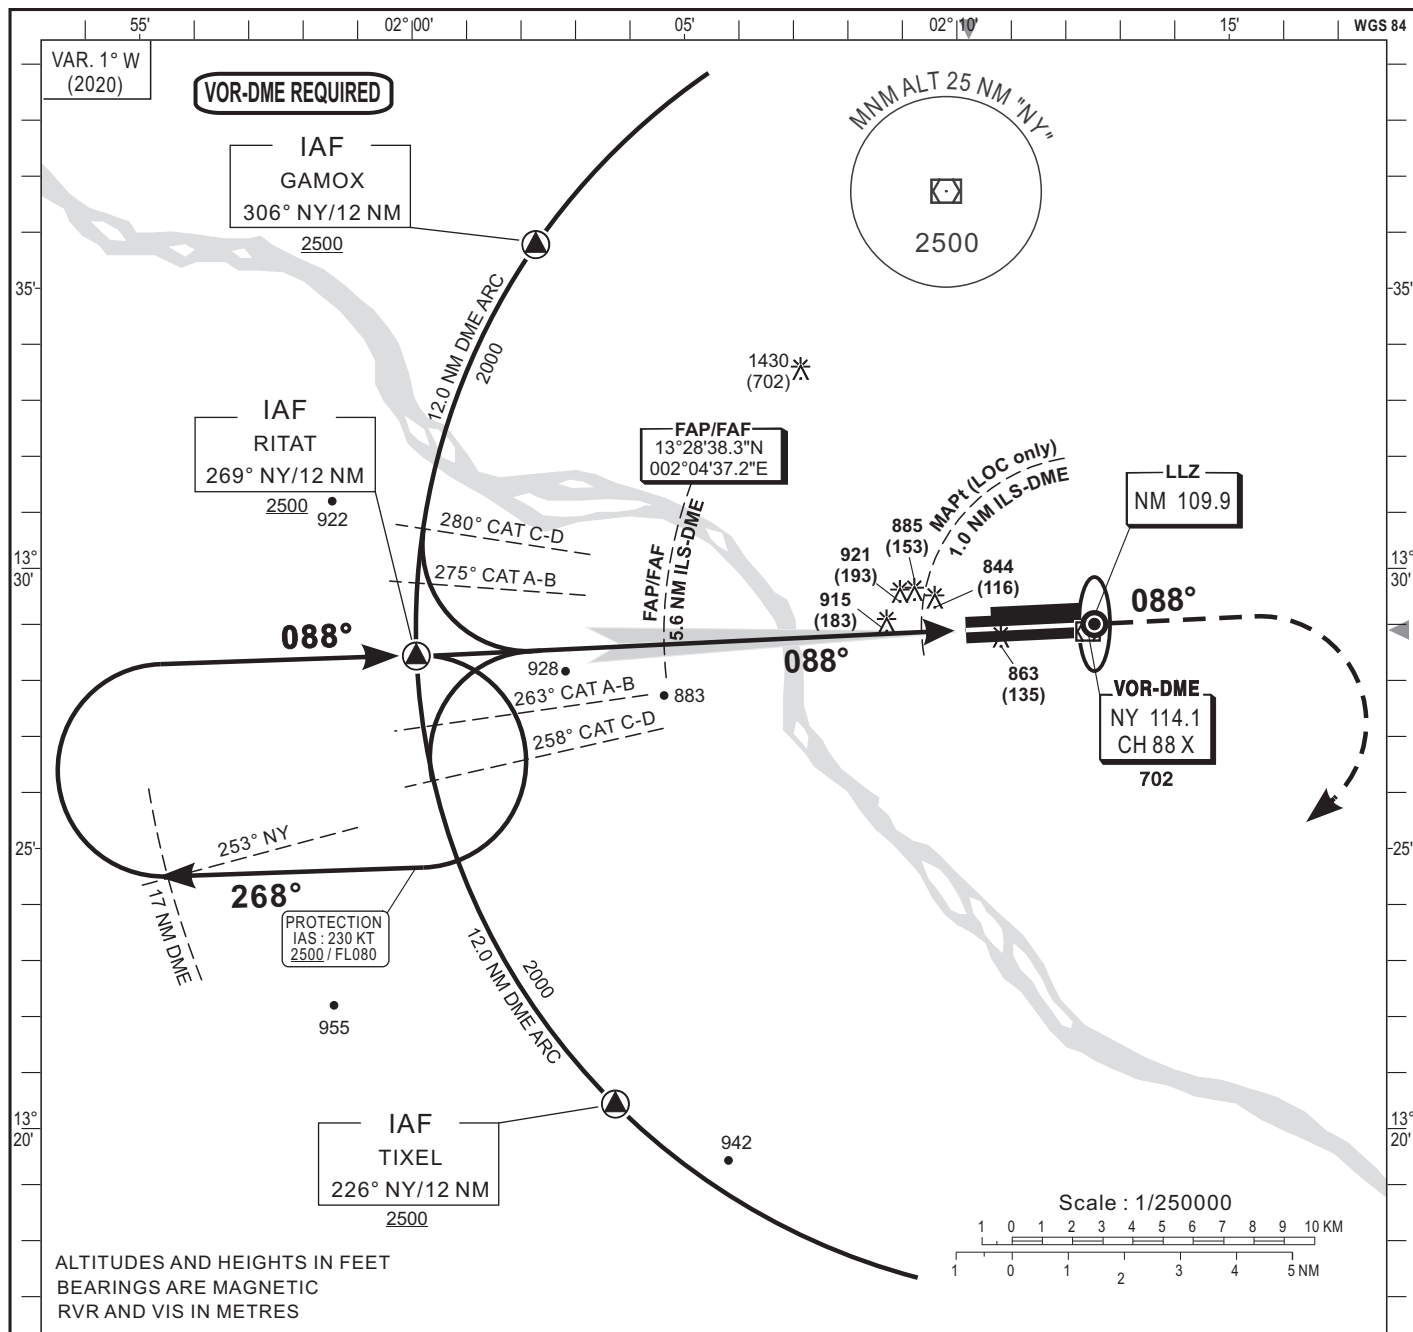 55'
02° 00'
05'
02° 10'
15'
WGS 84
VAR. 1° W
(2020)
VOR-DME REQUIRED
MNM ALT 25 NM "NY"
2500
IAF
GAMOX
306° NY/12 NM
2500
35'
35'
12.0 NM DME ARC
2000
1430
(702)
IAF
RITAT
269° NY/12 NM
2500
922
FAP/FAF
13°28'38.3"N
002°04'37.2"E
MAPt (LOC only)
1.0 NM ILS-DME
LLZ
NM 109.9
280° CAT C-D
275° CAT A-B
FAP/FAF
5.6 NM ILS-DME
885
(153)
921
(193)
844
(116)
915
(183)
13°
30'
13°
30'
088°
088°
088°
928
263° CAT A-B
883
258° CAT C-D
863
(135)
VOR-DME
NY 114.1
CH 88 X
702
253° NY
25'
25'
268°
17 NM DME
PROTECTION
IAS : 230 KT
2500 / FL080
2000
12.0 NM DME ARC
955
13°
20'
13°
20'
IAF
TIXEL
226° NY/12 NM
2500
942
Scale : 1/250000
1 0 1 2 3 4 5 6 7 8 9 10 KM
1 0 1 2 3 4 5 NM
ALTITUDES AND HEIGHTS IN FEET
BEARINGS ARE MAGNETIC
RVR AND VIS IN METRES